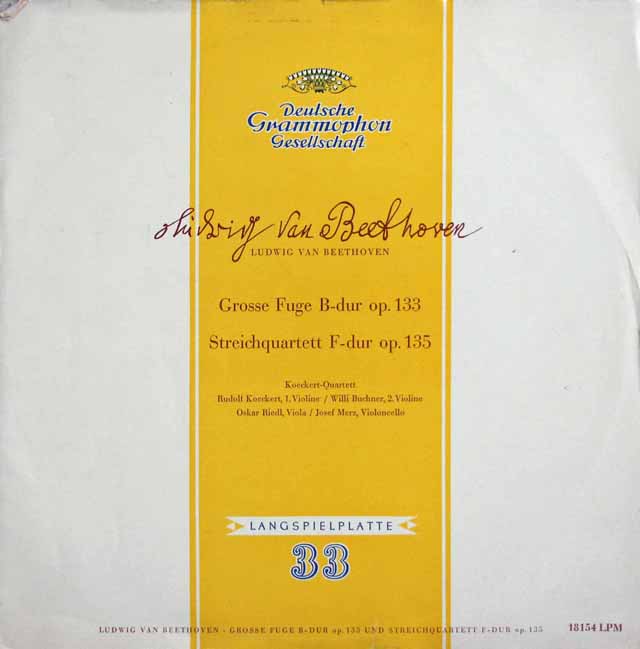 Deutsche
Grammophon
Gesellschaft
Ludwig van Beethoven
LUDWIG VAN BEETHOVEN
Grosse Fuge B-dur op. 133
Streichquartett F-dur op. 135
Koeckert-Quartett
Rudolf Koeckert, 1. Violine / Willi Buchner, 2. Violine
Oskar Riedl, Viola / Josef Merz, Violoncello
LANGSPIELPLATTE
33
LUDWIG VAN BEETHOVEN - GROSSE FUGE B-DUR op. 133 UND STREICHQUARTETT F-DUR op. 135 18154 LPM